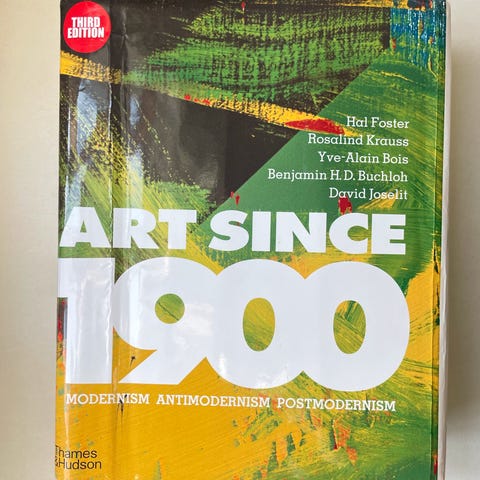 THIRD
EDITION
Hal Foster
Rosalind Krauss
Yve-Alain Bois
Benjamin H. D. Buchloh
David Joselit
ART SINCE
1900
MODERNISM ANTIMODERNISM POSTMODERNISM
Thames
&Hudson